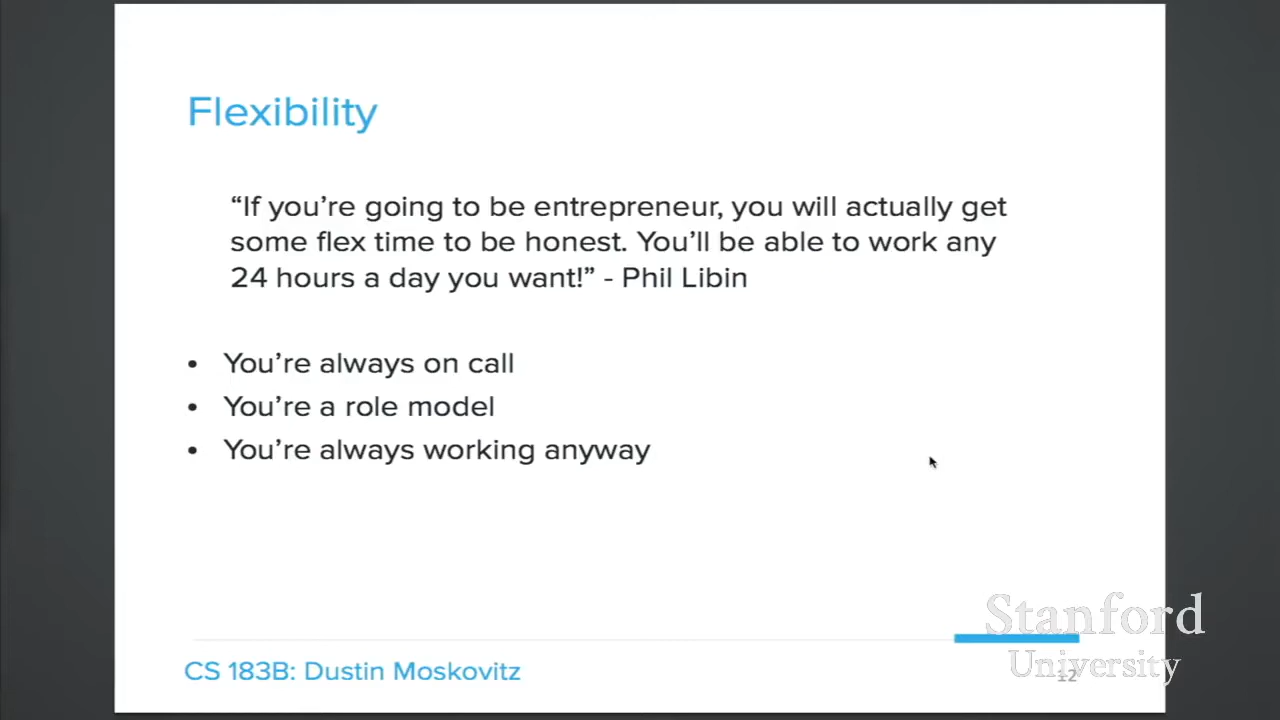 Flexibility
“If you’re going to be entrepreneur, you will actually get
some flex time to be honest. You’ll be able to work any
24 hours a day you want!” - Phil Libin
• You’re always on call
• You’re a role model
• You’re always working anyway
CS 183B: Dustin Moskovitz
12
Stanford
University